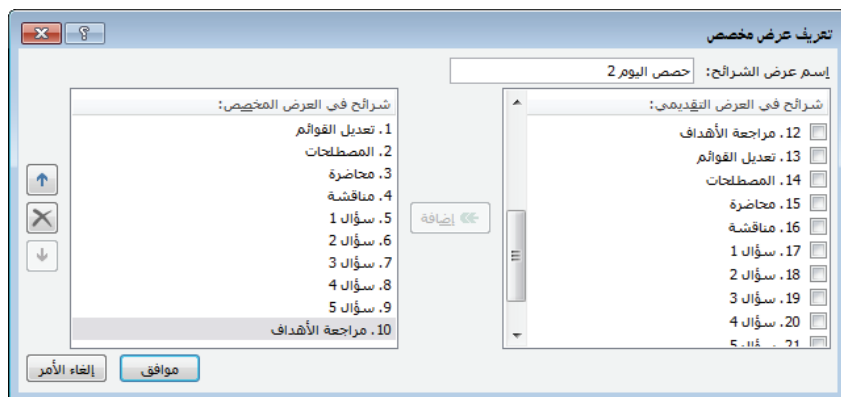 تعريف عرض مخصص
إسم عرض الشرائح: حصص اليوم 2
شرائح في العرض التقديمي:
12. مراجعة الأهداف
13. تعديل القوائم
14. المصطلحات
15. محاضرة
16. مناقشة
17. سؤال 1
18. سؤال 2
19. سؤال 3
20. سؤال 4
21. سؤال 5
إضافة
شرائح في العرض المخصص:
1. تعديل القوائم
2. المصطلحات
3. محاضرة
4. مناقشة
5. سؤال 1
6. سؤال 2
7. سؤال 3
8. سؤال 4
9. سؤال 5
10. مراجعة الأهداف
موافق
إلغاء الأمر